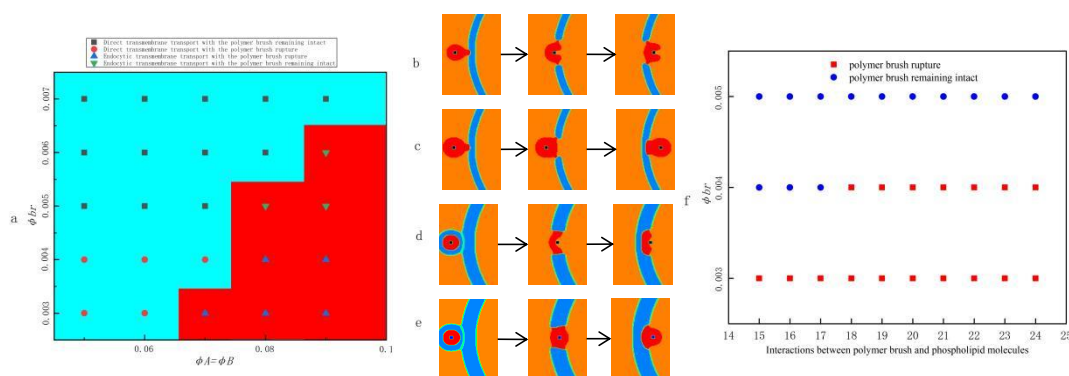 Direct transmembrane transport with the polymer brush remaining intact
Direct transmembrane transport with the polymer brush rupture
Endocytic transmembrane transport with the polymer brush rupture
Endocytic transmembrane transport with the polymer brush remaining intact
a
ϕbr
0.007
0.006
0.005
0.004
0.003
0.06
0.08
0.1
ϕA=ϕB
b
c
d
e
f
polymer brush rupture
polymer brush remaining intact
ϕbr
0.005
0.004
0.003
14 15 16 17 18 19 20 21 22 23 24 25
Interactions between polymer brush and phospholipid molecules